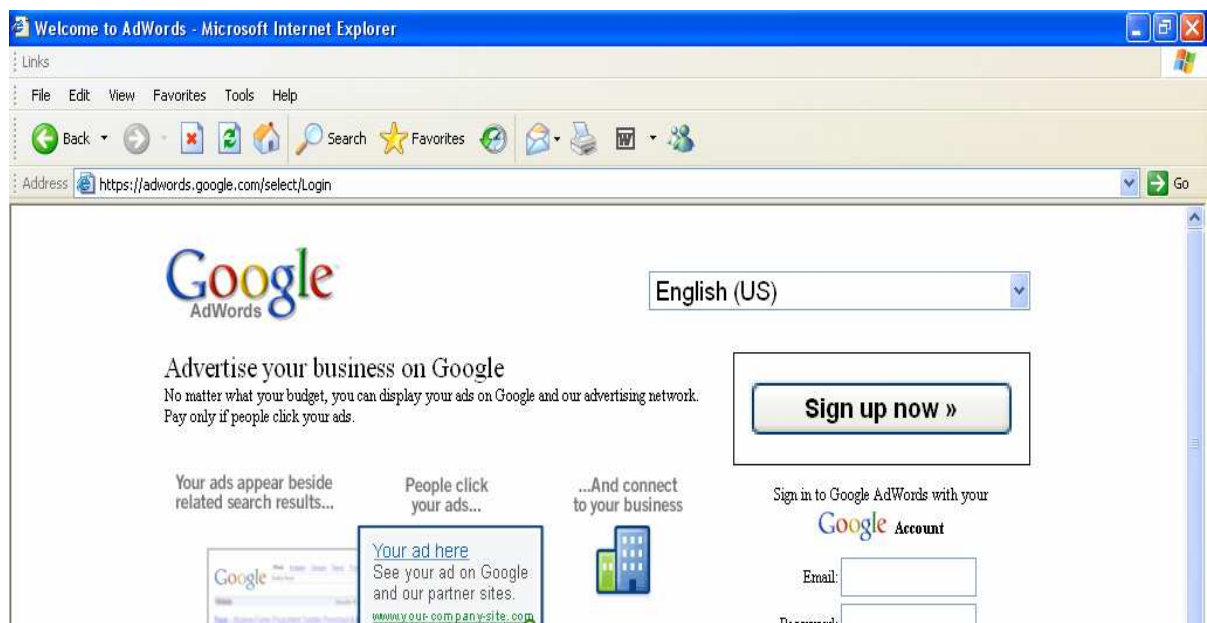 Welcome to AdWords - Microsoft Internet Explorer
Links
File Edit View Favorites Tools Help
Back Search Favorites
Address https://adwords.google.com/select/Login Go
Google
AdWords
English (US)
Advertise your business on Google
No matter what your budget, you can display your ads on Google and our advertising network.
Pay only if people click your ads.
Sign up now »
Your ads appear beside
related search results...
People click
your ads...
...And connect
to your business
Sign in to Google AdWords with your
Google Account
Google
Your ad here
See your ad on Google
and our partner sites.
www.your-company-site.com
Email:
Password: